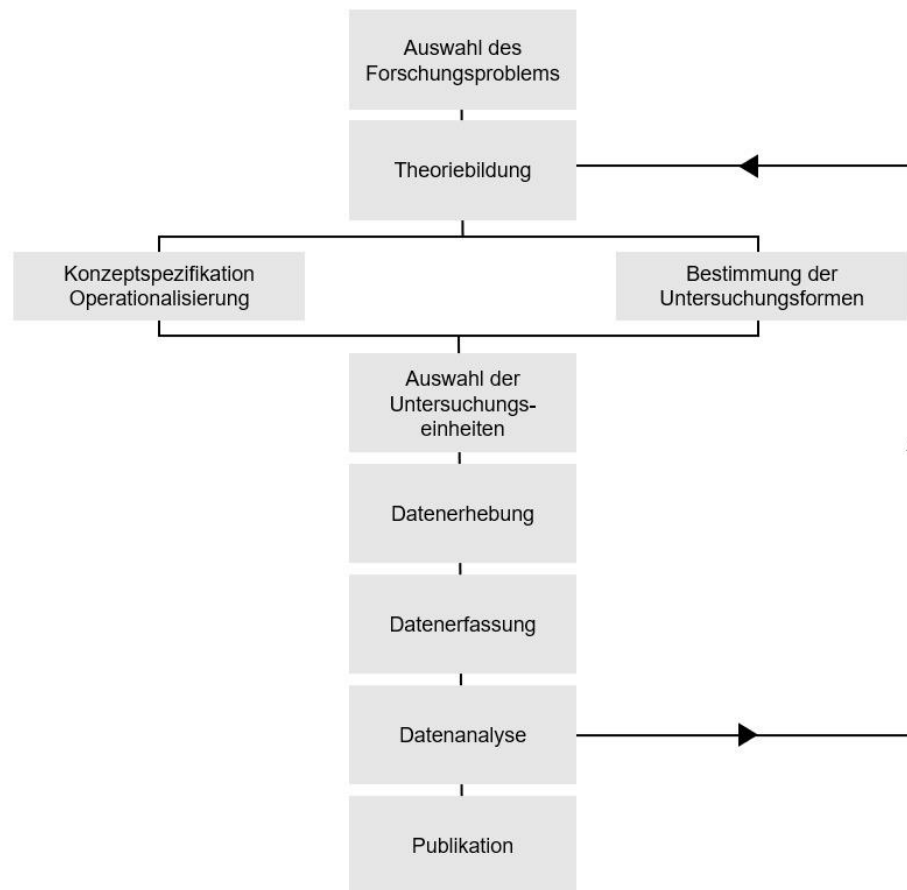 Auswahl des
Forschungsproblems
Theoriebildung
Konzeptspezifikation
Operationalisierung
Bestimmung der
Untersuchungsformen
Auswahl der
Untersuchungs-
einheiten
Datenerhebung
Datenerfassung
Datenanalyse
Publikation